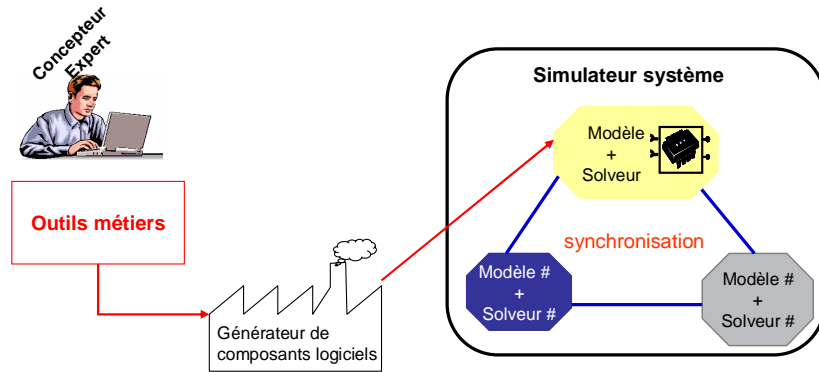 Concepteur
Expert
Outils métiers
Générateur de
composants logiciels
Simulateur système
Modèle
+
Solveur
synchronisation
Modèle #
+
Solveur #
Modèle #
+
Solveur #